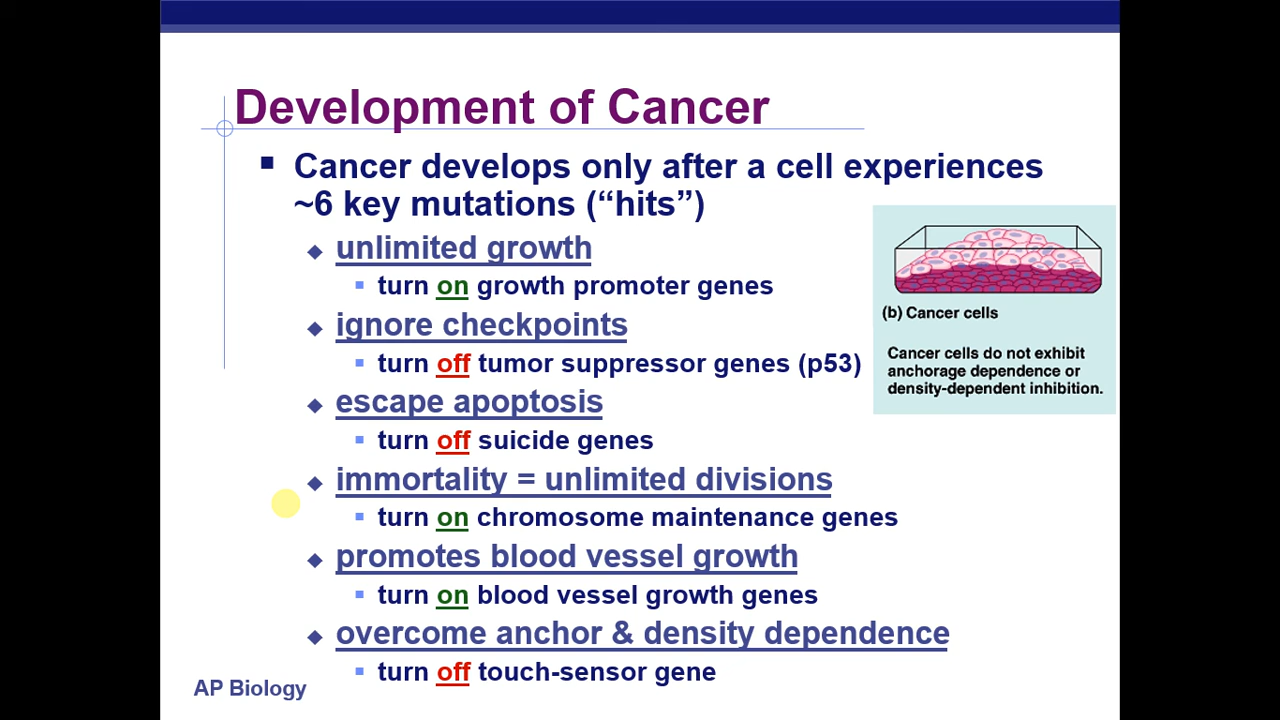 Development of Cancer
Cancer develops only after a cell experiences
~6 key mutations (“hits”)
unlimited growth
turn on growth promoter genes
ignore checkpoints
turn off tumor suppressor genes (p53)
escape apoptosis
turn off suicide genes
immortality = unlimited divisions
turn on chromosome maintenance genes
promotes blood vessel growth
turn on blood vessel growth genes
overcome anchor & density dependence
turn off touch-sensor gene
(b) Cancer cells
Cancer cells do not exhibit
anchorage dependence or
density-dependent inhibition.
AP Biology